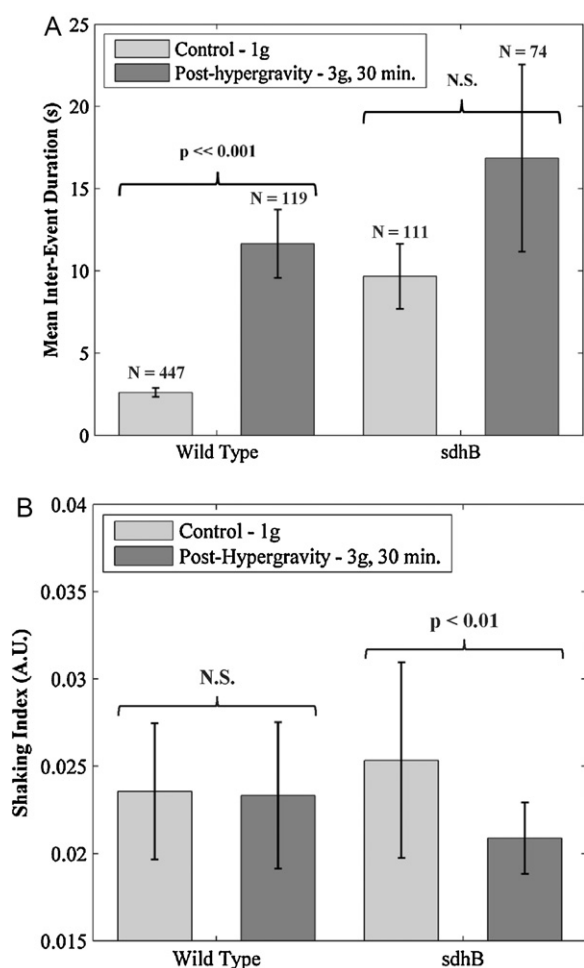 A
Control - 1g
Post-hypergravity - 3g, 30 min.
N = 74
N.S.
p << 0.001
N = 119
N = 111
N = 447
Mean Inter-Event Duration (s)
25
20
15
10
5
0
Wild Type
sdhB
B
Control - 1g
Post-Hypergravity - 3g, 30 min.
p < 0.01
N.S.
Shaking Index (A.U.)
0.04
0.035
0.03
0.025
0.02
0.015
Wild Type
sdhB